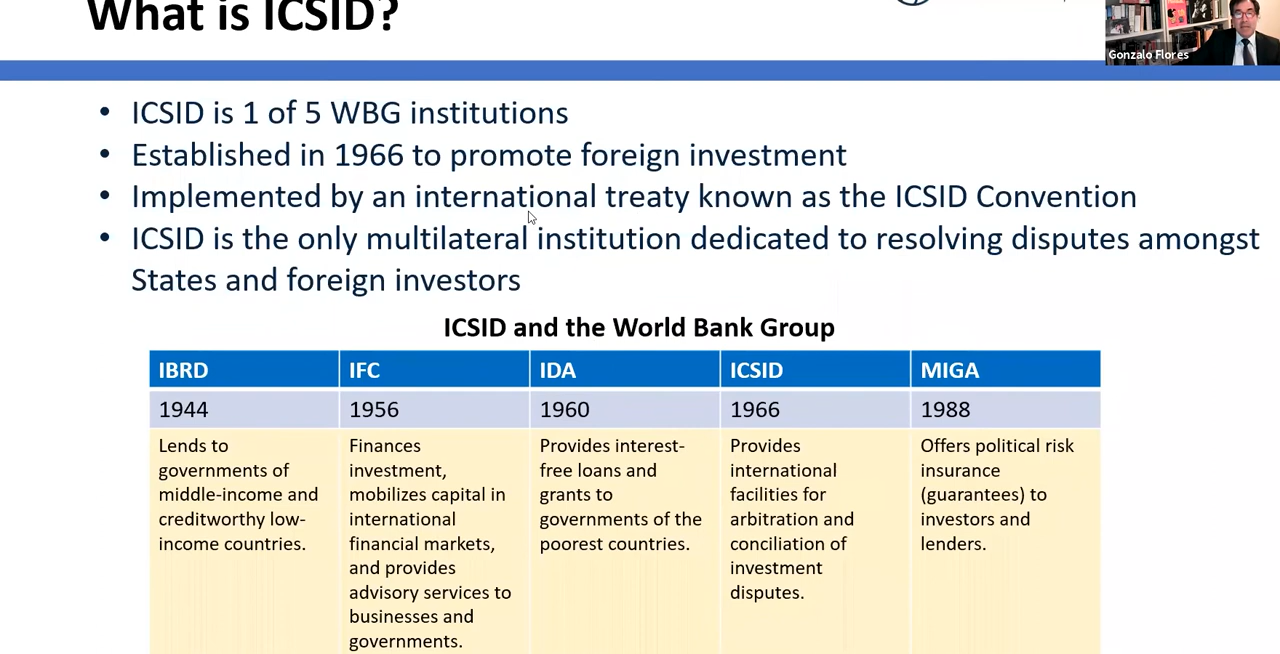 What is ICSID?
Gonzalo Flores
• ICSID is 1 of 5 WBG institutions
• Established in 1966 to promote foreign investment
• Implemented by an international treaty known as the ICSID Convention
• ICSID is the only multilateral institution dedicated to resolving disputes amongst
States and foreign investors
ICSID and the World Bank Group
IBRD IFC IDA ICSID MIGA
1944 1956 1960 1966 1988
Lends to
governments of
middle-income and
creditworthy low-
income countries.
Finances
investment,
mobilizes capital in
international
financial markets,
and provides
advisory services to
businesses and
governments.
Provides interest-
free loans and
grants to
governments of the
poorest countries.
Provides
international
facilities for
arbitration and
conciliation of
investment
disputes.
Offers political risk
insurance
(guarantees) to
investors and
lenders.